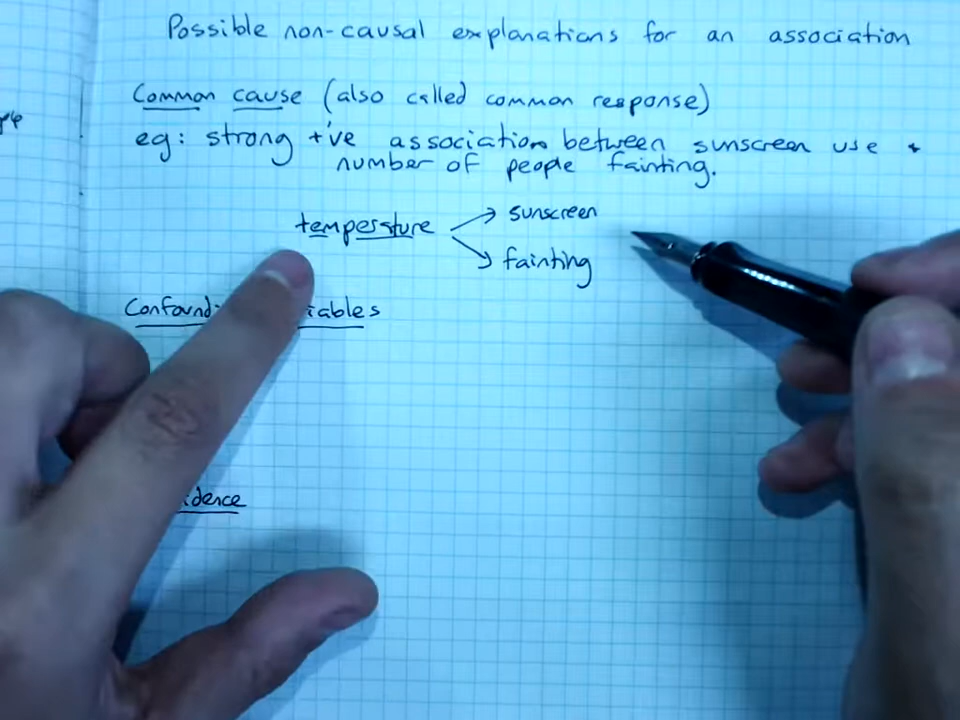 Possible non-causal explanations for an association
Common cause (also called common response)
eg: strong +'ve association between sunscreen use +
number of people fainting.
temperature → sunscreen
→ fainting